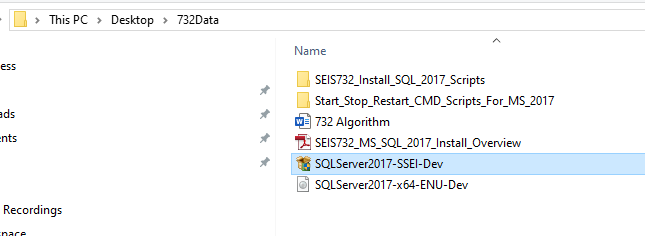 This PC > Desktop > 732Data
Name
ess
SEIS732_Install_SQL_2017_Scripts
Start_Stop_Restart_CMD_Scripts_For_MS_2017
ads
732 Algorithm
ents
SEIS732_MS_SQL_2017_Install_Overview
SQLServer2017-SSEI-Dev
SQLServer2017-x64-ENU-Dev
Recordings
space